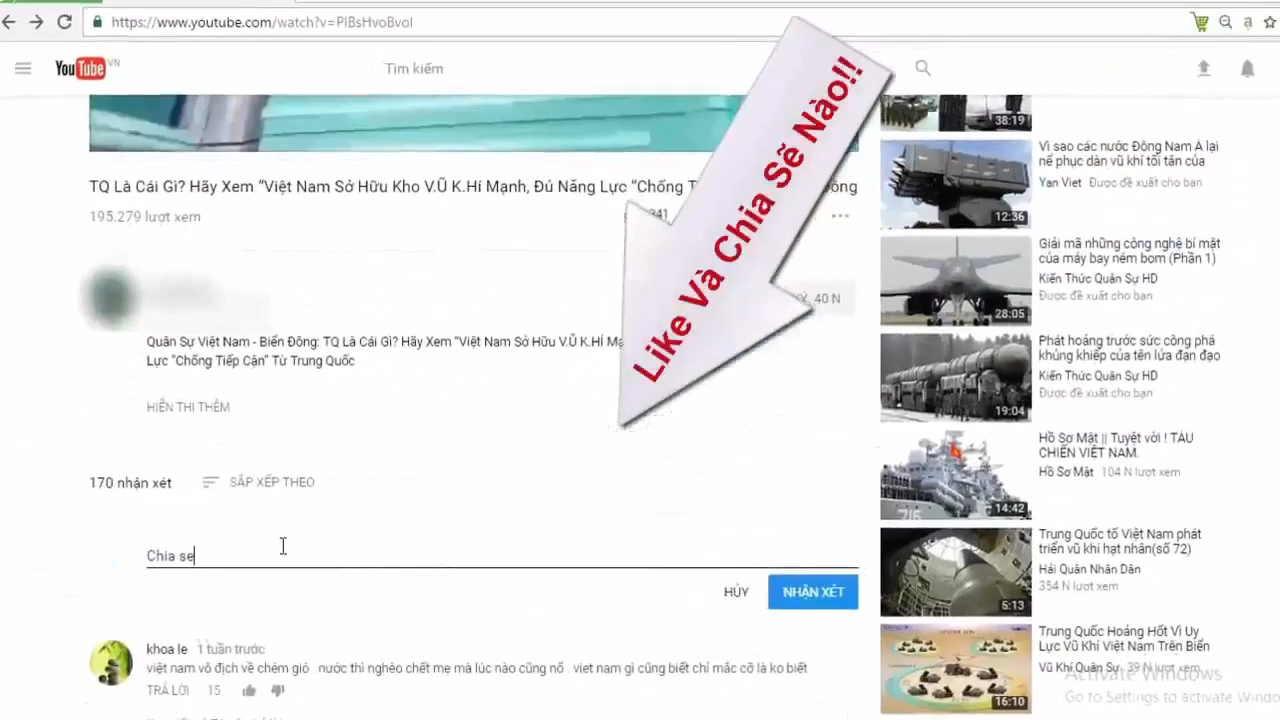 https://www.youtube.com/watch?v=PiBsHvoBvoI
YouTube VN
Tìm kiếm
Like Và Chia Sẽ Nào!!
TQ Là Cái Gì? Hãy Xem "Việt Nam Sở Hữu Kho V.Ũ K.Hí Mạnh, Đủ Năng Lực "Chống T
195.279 lượt xem
40 N
Quân Sự Việt Nam - Biển Đông: TQ Là Cái Gì? Hãy Xem "Việt Nam Sở Hữu Kho V.Ũ K.Hí
Lực "Chống Tiếp Cận" Từ Trung Quốc
HIỂN THỊ THÊM
170 nhận xét
SẮP XẾP THEO
Chia se
HỦY
NHẬN XÉT
khoa le 1 tuần trước
việt nam vô địch về chém gió nước thì nghèo chết mẹ mà lúc nào cũng nổ . viet nam gì cũng biết chỉ mắc cỡ là ko biết
TRẢ LỜI 15
38:19
Vì sao các nước Đông Nam Á lại
nể phục dàn vũ khí tối tân của
Yan Viet Được đề xuất cho bạn
12:36
Giải mã những công nghệ bí mật
của máy bay ném bom (Phần 1)
Kiến Thức Quân Sự HD
Được đề xuất cho bạn
28:05
Phát hoảng trước sức công phá
khủng khiếp của tên lửa đạn đạo
Kiến Thức Quân Sự HD
Được đề xuất cho bạn
19:04
Hồ Sơ Mật || Tuyệt vời ! TÀU
CHIẾN VIỆT NAM.
Hồ Sơ Mật 104 N lượt xem
14:42
Trung Quốc tố Việt Nam phát
triển vũ khí hạt nhân(số 72)
Hải Quân Nhân Dân
354 N lượt xem
5:13
Trung Quốc Hoảng Hốt Vì Uy
Lực Vũ Khí Việt Nam Trên Biển
Vũ Khí Quân Sự 39 N lượt xem
16:10
Activate Windows
Go to Settings to activate Windo